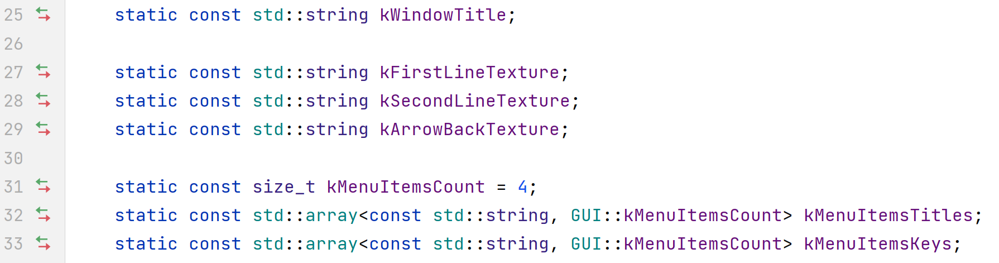 25 static const std::string kWindowTitle;
26
27 static const std::string kFirstLineTexture;
28 static const std::string kSecondLineTexture;
29 static const std::string kArrowBackTexture;
30
31 static const size_t kMenuItemsCount = 4;
32 static const std::array<const std::string, GUI::kMenuItemsCount> kMenuItemsTitles;
33 static const std::array<const std::string, GUI::kMenuItemsCount> kMenuItemsKeys;